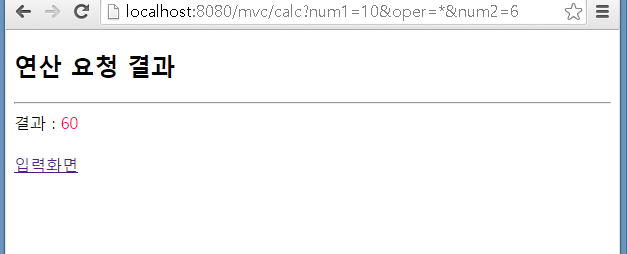 localhost:8080/mvc/calc?num1=10&oper=*&num2=6
연산 요청 결과
결과 : 60
입력화면